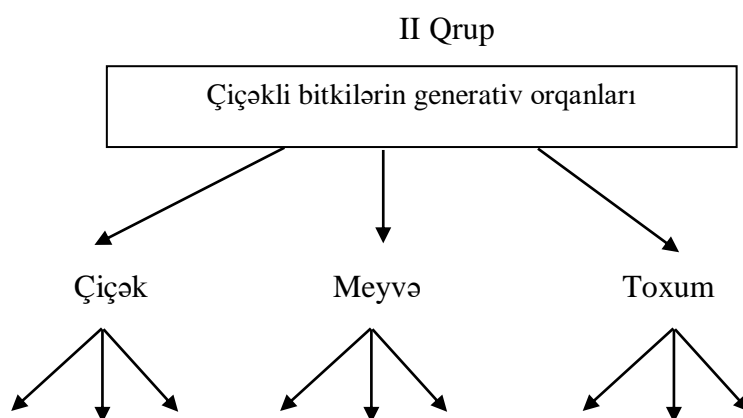 II Qrup
Çiçəkli bitkilərin generativ orqanları
Çiçək Meyvə Toxum